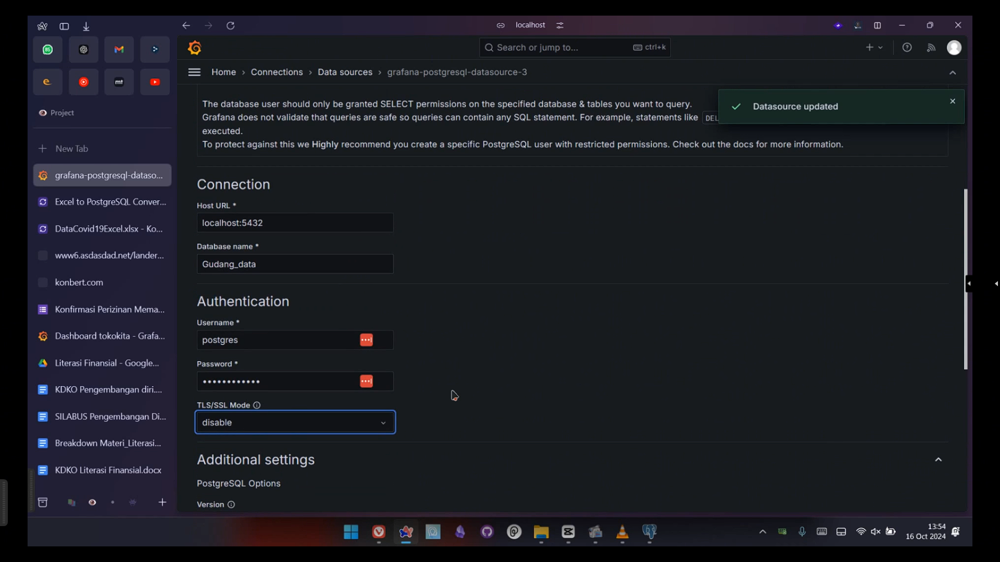 localhost
Search or jump to...
ctrl+k
85
e
mt
Home › Connections › Data sources › grafana-postgresql-datasource-3
Project
New Tab
grafana-postgresql-dataso...
Excel to PostgreSQL Conver...
DataCovid19Excel.xlsx - Ko...
www6.asdasdad.net/lander...
konbert.com
Konfirmasi Perizinan Mema...
Dashboard tokokita - Grafa...
Literasi Finansial - Google...
KDKO Pengembangan diri....
SILABUS Pengembangan Di...
Breakdown Materi_Literasi...
KDKO Literasi Finansial.docx
Datasource updated
The database user should only be granted SELECT permissions on the specified database & tables you want to query.
Grafana does not validate that queries are safe so queries can contain any SQL statement. For example, statements like DEL
executed.
To protect against this we Highly recommend you create a specific PostgreSQL user with restricted permissions. Check out the docs for more information.
Connection
Host URL *
localhost:5432
Database name *
Gudang_data
Authentication
Username *
postgres
Password *
••••••••••••
TLS/SSL Mode
disable
Additional settings
PostgreSQL Options
Version
13:54
16 Oct 2024